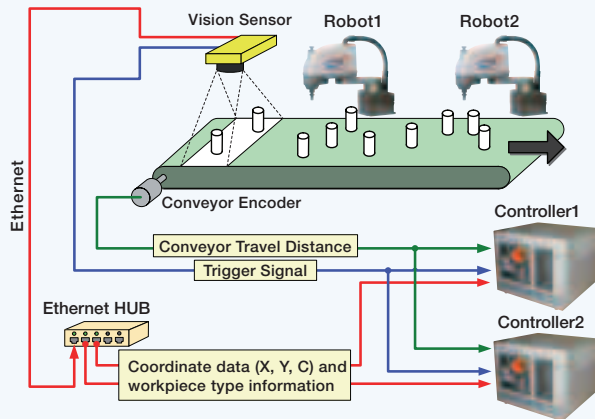 Vision Sensor
Robot1
Robot2
Ethernet
Conveyor Encoder
Controller1
Conveyor Travel Distance
Trigger Signal
Ethernet HUB
Controller2
Coordinate data (X, Y, C) and
workpiece type information